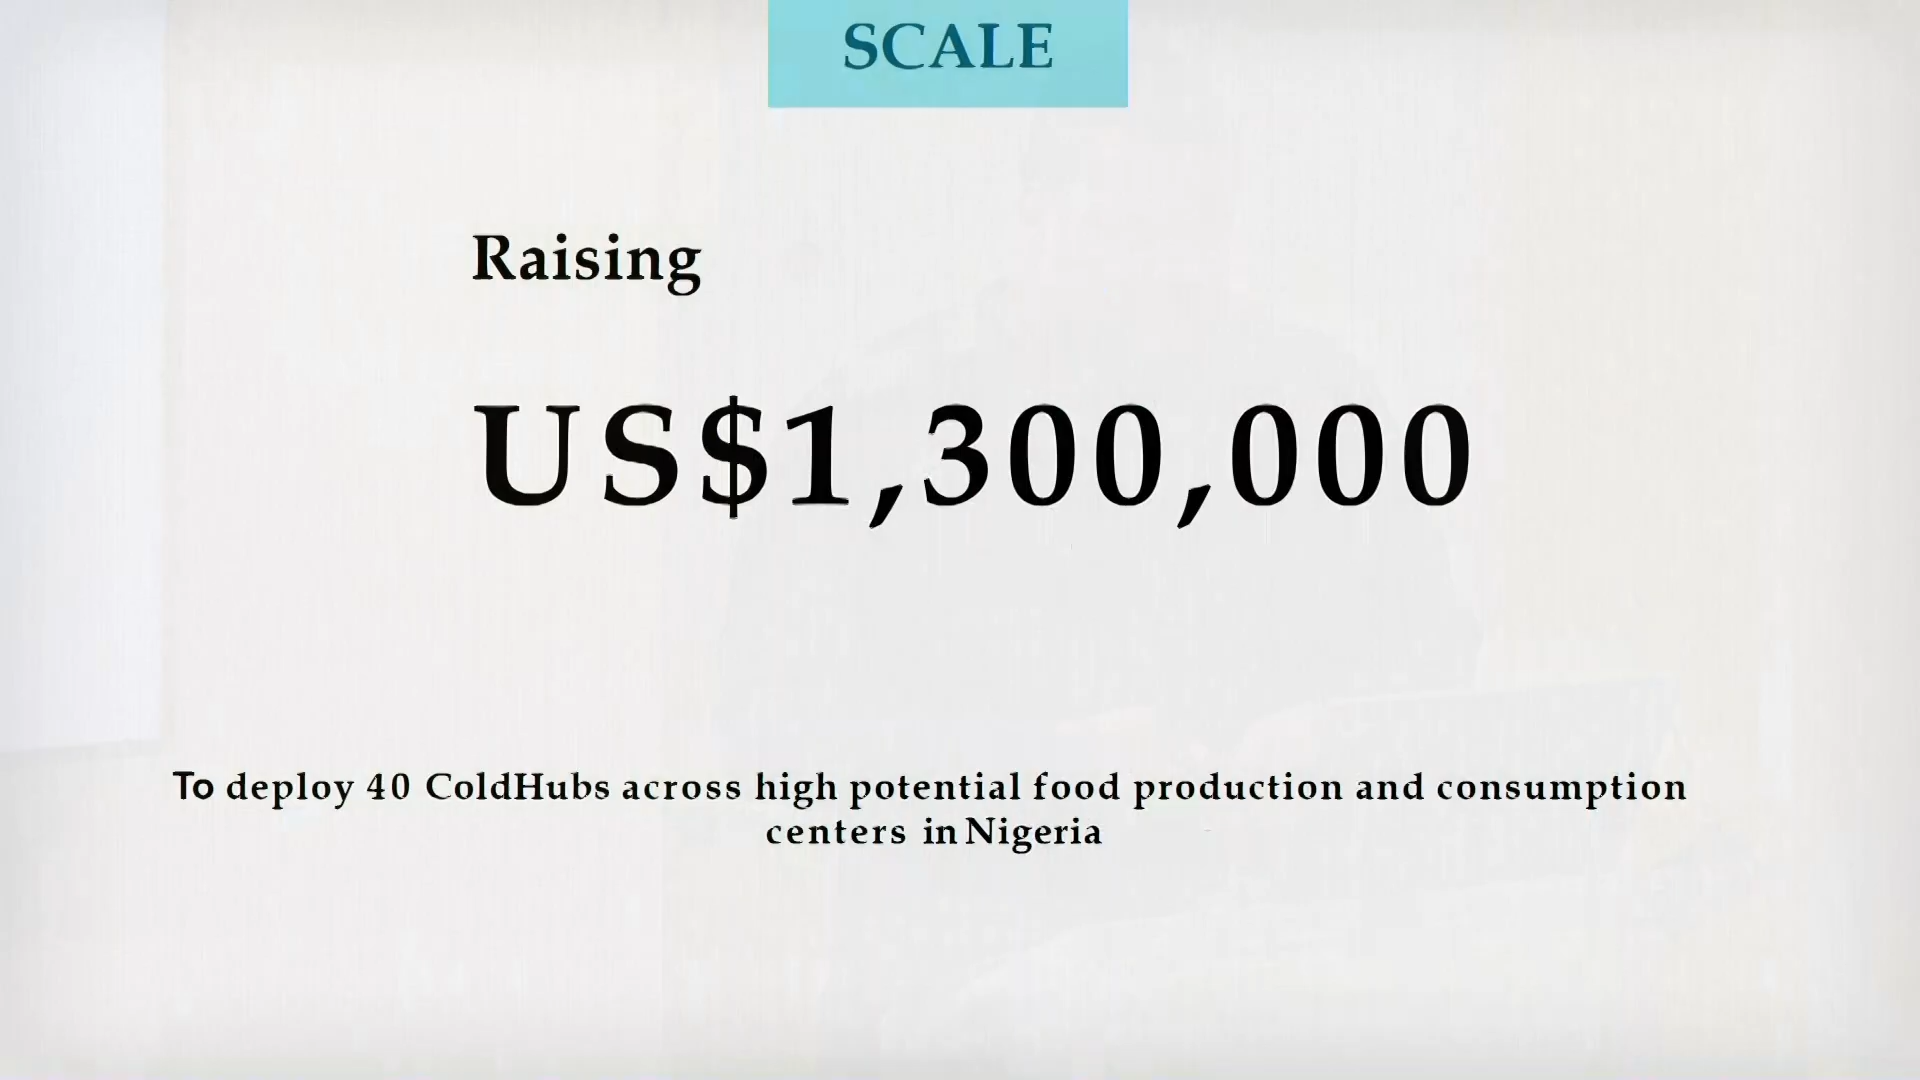 SCALE
Raising
US$1,300,000
To deploy 40 ColdHubs across high potential food production and consumption
centers in Nigeria